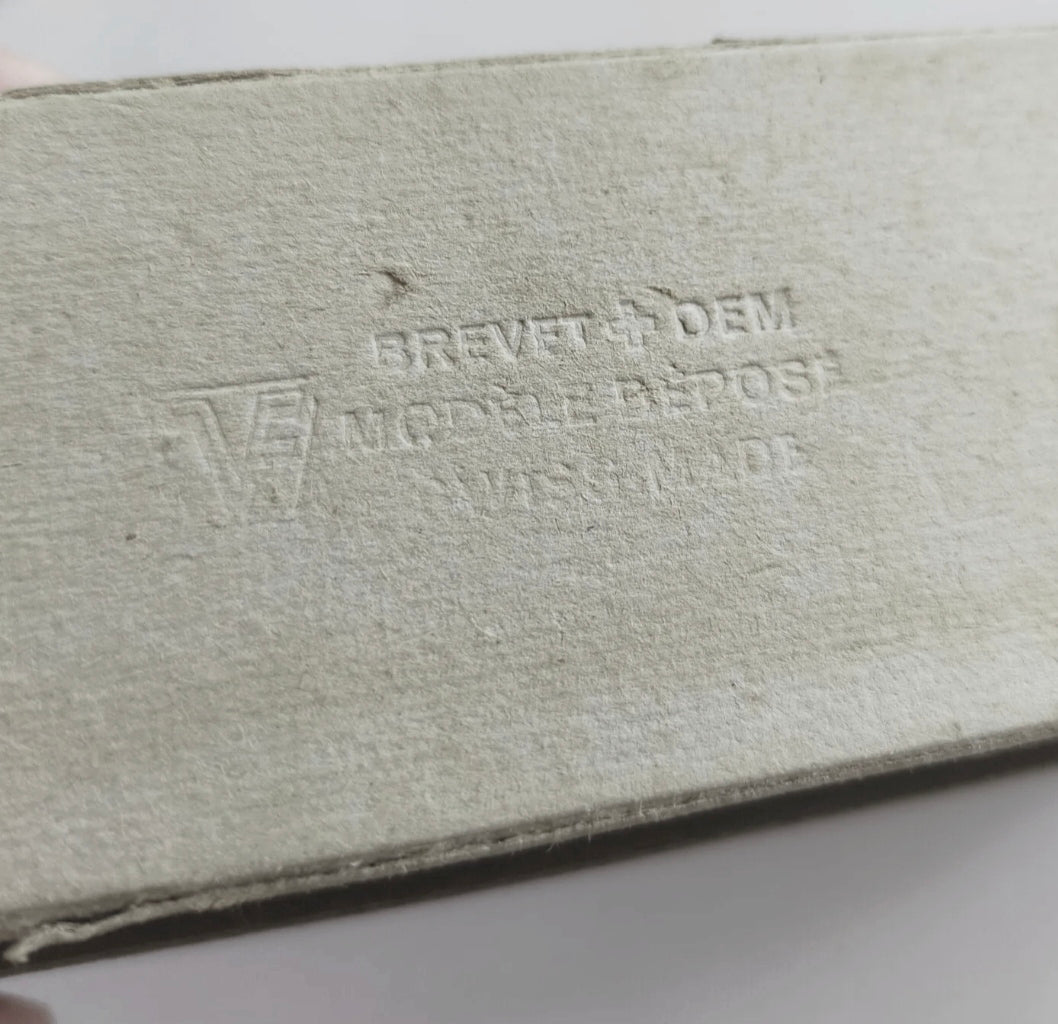 BREVET + DEM
MODÈLE DÉPOSÉ
SWISS MADE